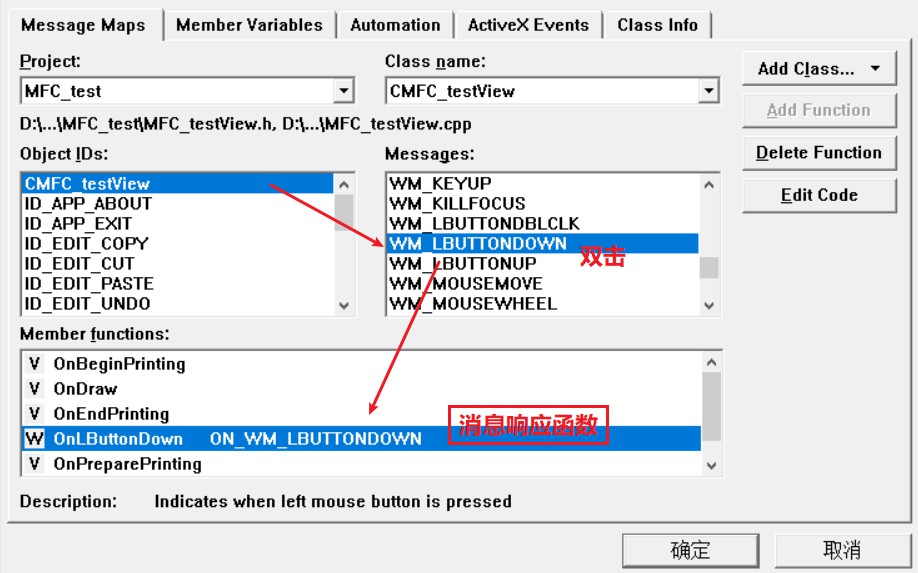 Message Maps
Member Variables
Automation
ActiveX Events
Class Info
Project:
Class name:
Add Class...
MFC_test
CMFC_testView
Add Function
D:\...\MFC_test\MFC_testView.h, D:\...\MFC_testView.cpp
Object IDs:
Messages:
Delete Function
Edit Code
CMFC_testView
ID_APP_ABOUT
ID_APP_EXIT
ID_EDIT_COPY
ID_EDIT_CUT
ID_EDIT_PASTE
ID_EDIT_UNDO
WM_KEYUP
WM_KILLFOCUS
WM_LBUTTONDBLCLK
WM_LBUTTONDOWN
双击
WM_LBUTTONUP
WM_MOUSEMOVE
WM_MOUSEWHEEL
Member functions:
V OnBeginPrinting
V OnDraw
V OnEndPrinting
消息响应函数
W OnLButtonDown ON_WM_LBUTTONDOWN
V OnPreparePrinting
Description: Indicates when left mouse button is pressed
确定
取消